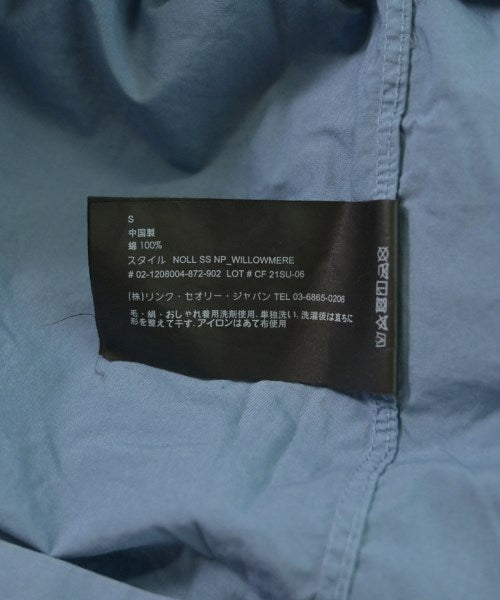 S
中国製
綿 100%
スタイル NOLL SS NP_WILLOWMERE
# 02-1208004-872-902 LOT # CF 21SU-06
(株)リンク・セオリー・ジャパン TEL 03-6865-0206
毛・絹・おしゃれ着用洗剤使用. 単独洗い. 洗濯後は直ちに
形を整えて干す. アイロンはあて布使用